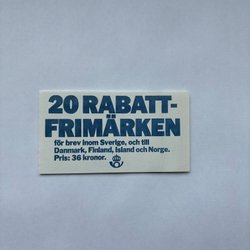 20 RABATT-
FRIMÄRKEN
för brev inom Sverige, och till
Danmark, Finland, Island och Norge.
Pris: 36 kronor.